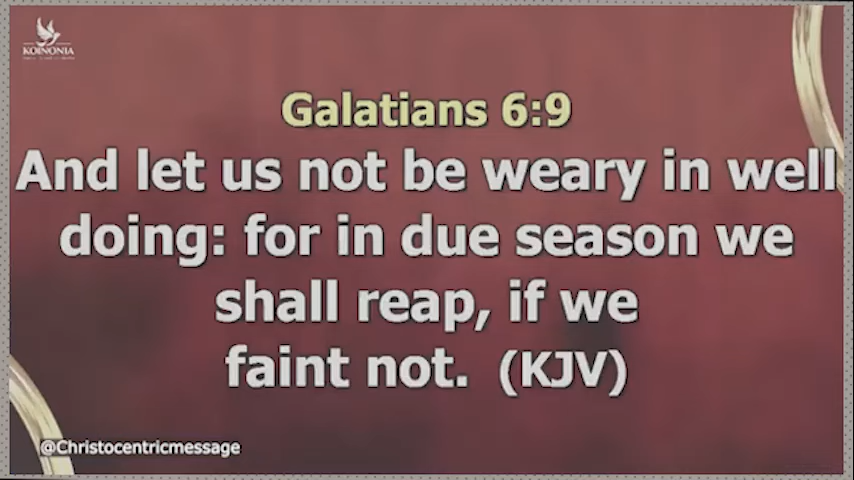 KOINONIA
Galatians 6:9
And let us not be weary in well
doing: for in due season we
shall reap, if we
faint not. (KJV)
@Christocentricmessage